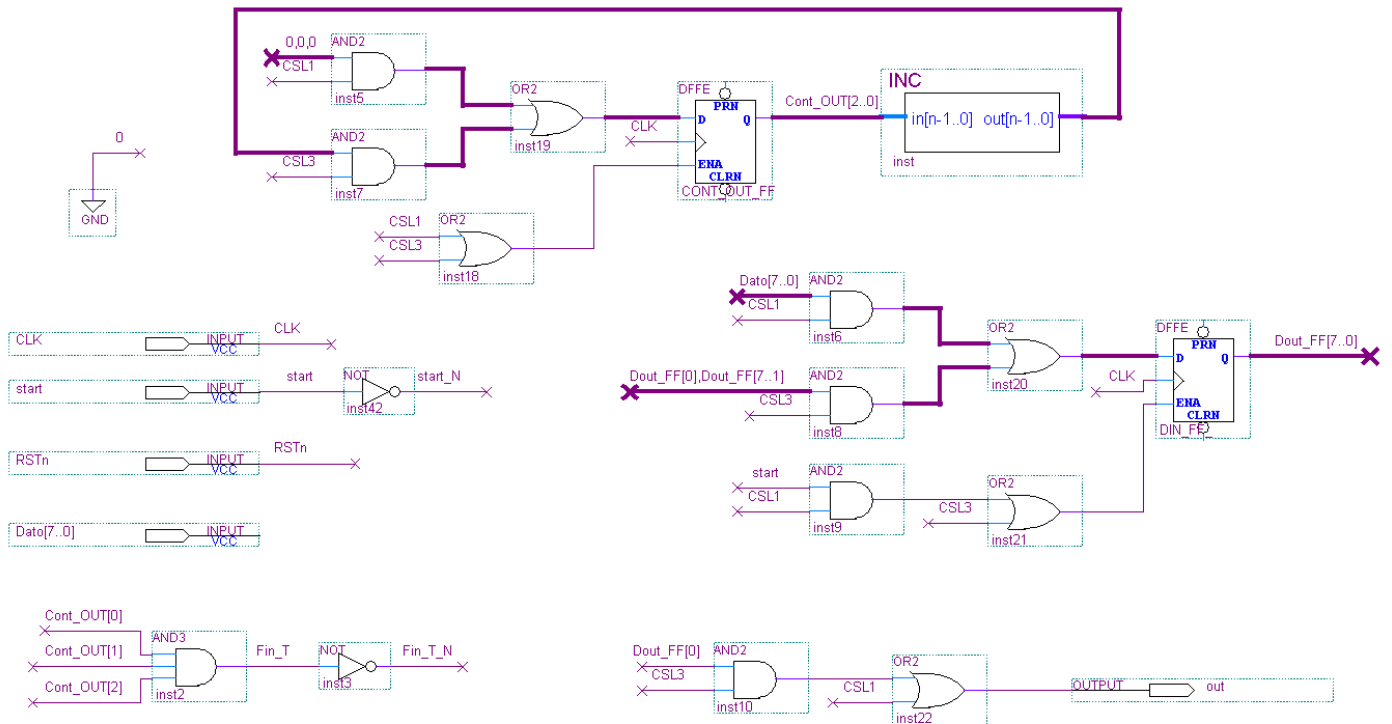 0,0,0
CSL1
AND2
inst5
AND2
CSL3
inst7
OR2
inst19
DFFE
PRN
D
Q
CLK
ENA
CLRN
CONT_OUT_FF
Cont_OUT[2..0]
INC
in[n-1..0] out[n-1..0]
inst
0
GND
CSL1
CSL3
OR2
inst18
Dato[7..0]
CSL1
AND2
inst6
Dout_FF[0],Dout_FF[7..1]
CSL3
AND2
inst8
OR2
inst20
DFFE
PRN
D
Q
CLK
ENA
CLRN
DIN_FF_
Dout_FF[7..0]
start
CSL1
AND2
inst9
CSL3
OR2
inst21
CLK
INPUT
VCC
CLK
start
INPUT
VCC
start
NOT
inst42
start_N
RSTn
INPUT
VCC
RSTn
Dato[7..0]
INPUT
VCC
Cont_OUT[0]
Cont_OUT[1]
Cont_OUT[2]
AND3
inst2
Fin_T
NOT
inst3
Fin_T_N
Dout_FF[0]
CSL3
AND2
inst10
CSL1
OR2
inst22
OUTPUT
out